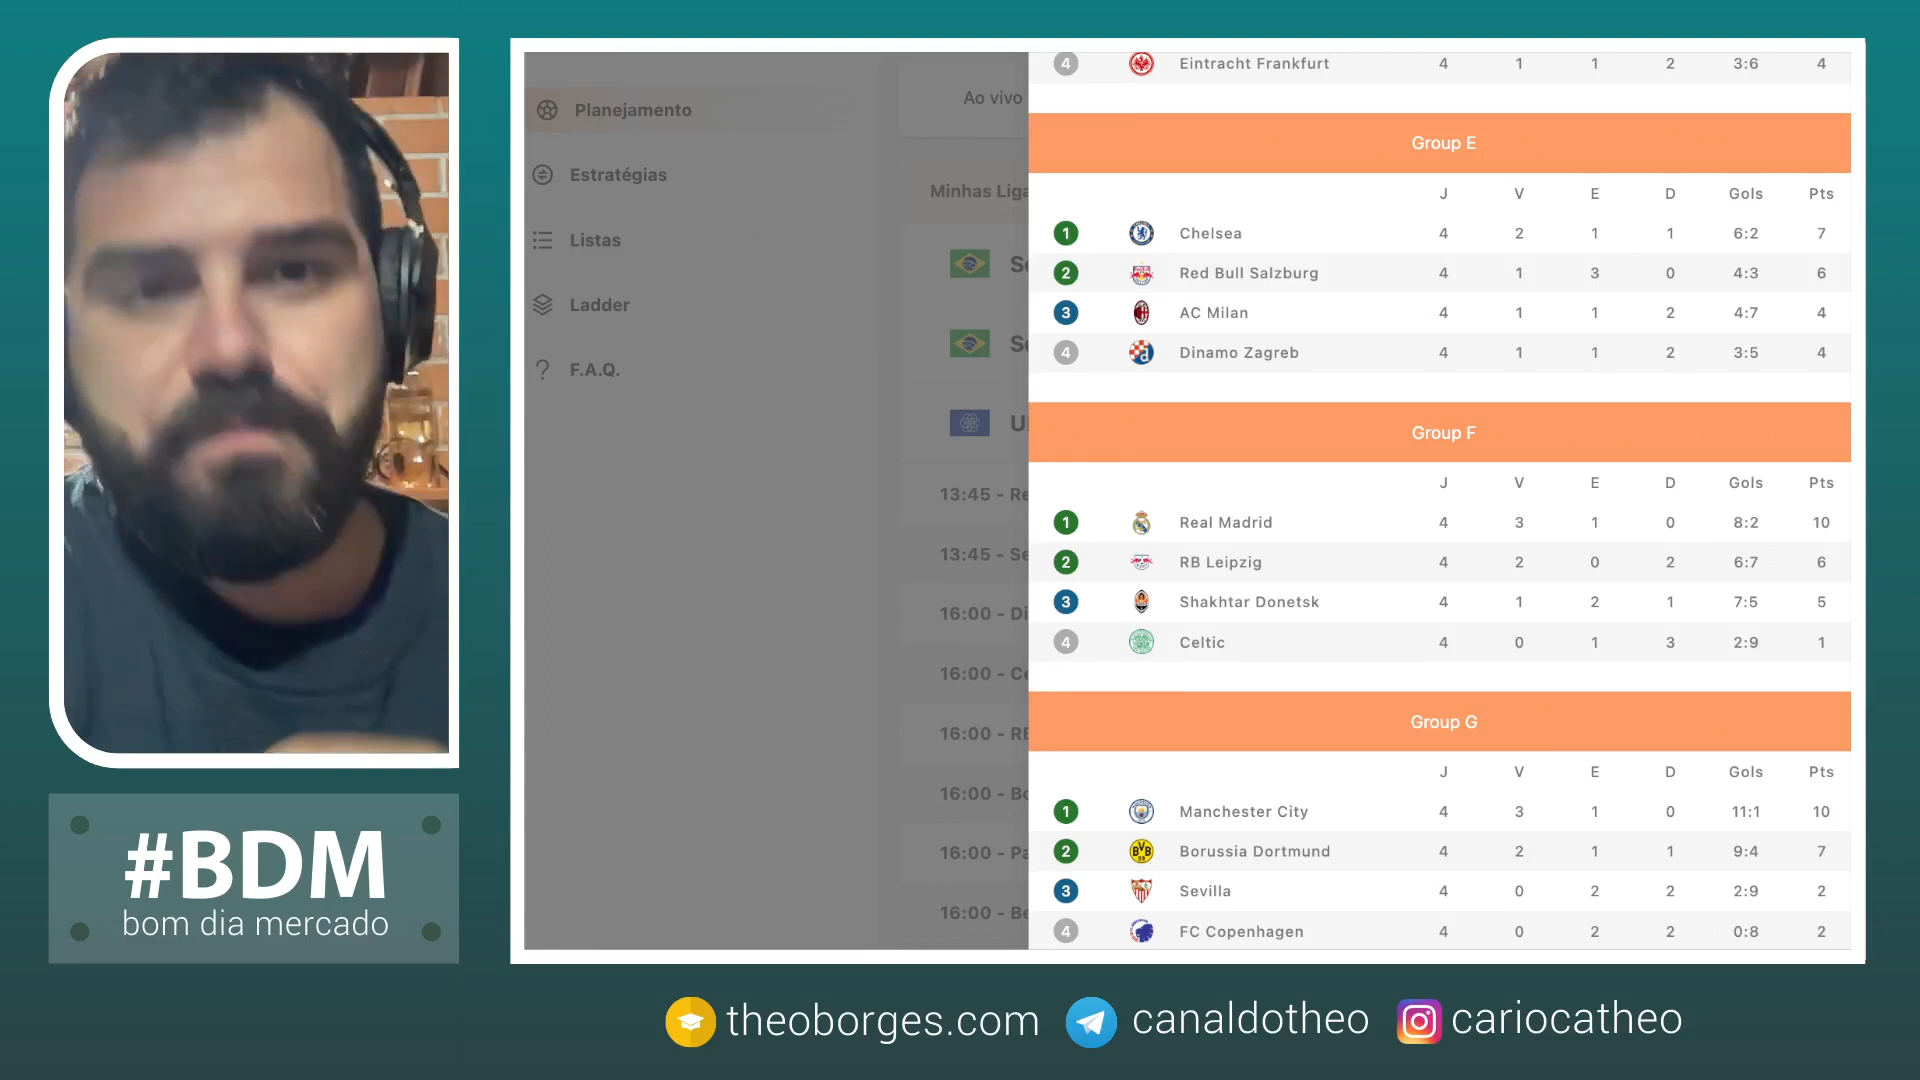 Planejamento
Estratégias
Listas
Ladder
F.A.Q.
Ao vivo
Minhas Liga
13:45 - Re
13:45 - Se
16:00 - Di
16:00 - Ce
16:00 - RE
16:00 - Bo
16:00 - Pa
16:00 - Be
4 Eintracht Frankfurt 4 1 1 2 3:6 4
Group E
J V E D Gols Pts
1 Chelsea 4 2 1 1 6:2 7
2 Red Bull Salzburg 4 1 3 0 4:3 6
3 AC Milan 4 1 1 2 4:7 4
4 Dinamo Zagreb 4 1 1 2 3:5 4
Group F
J V E D Gols Pts
1 Real Madrid 4 3 1 0 8:2 10
2 RB Leipzig 4 2 0 2 6:7 6
3 Shakhtar Donetsk 4 1 2 1 7:5 5
4 Celtic 4 0 1 3 2:9 1
Group G
J V E D Gols Pts
1 Manchester City 4 3 1 0 11:1 10
2 Borussia Dortmund 4 2 1 1 9:4 7
3 Sevilla 4 0 2 2 2:9 2
4 FC Copenhagen 4 0 2 2 0:8 2
#BDM
bom dia mercado
theoborges.com canaldotheo cariocatheo